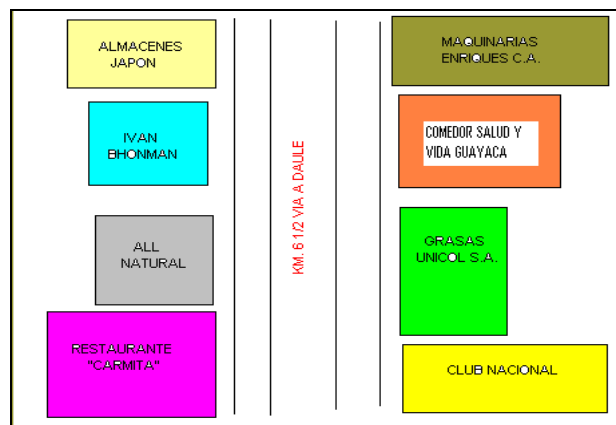 ALMACENES
JAPON
IVAN
BHONMAN
ALL
NATURAL
RESTAURANTE
"CARMITA"
KM. 6 1/2 VIA A DAULE
MAQUINARIAS
ENRIQUES C.A.
COMEDOR SALUD Y
VIDA GUAYACA
GRASAS
UNICOL S.A.
CLUB NACIONAL